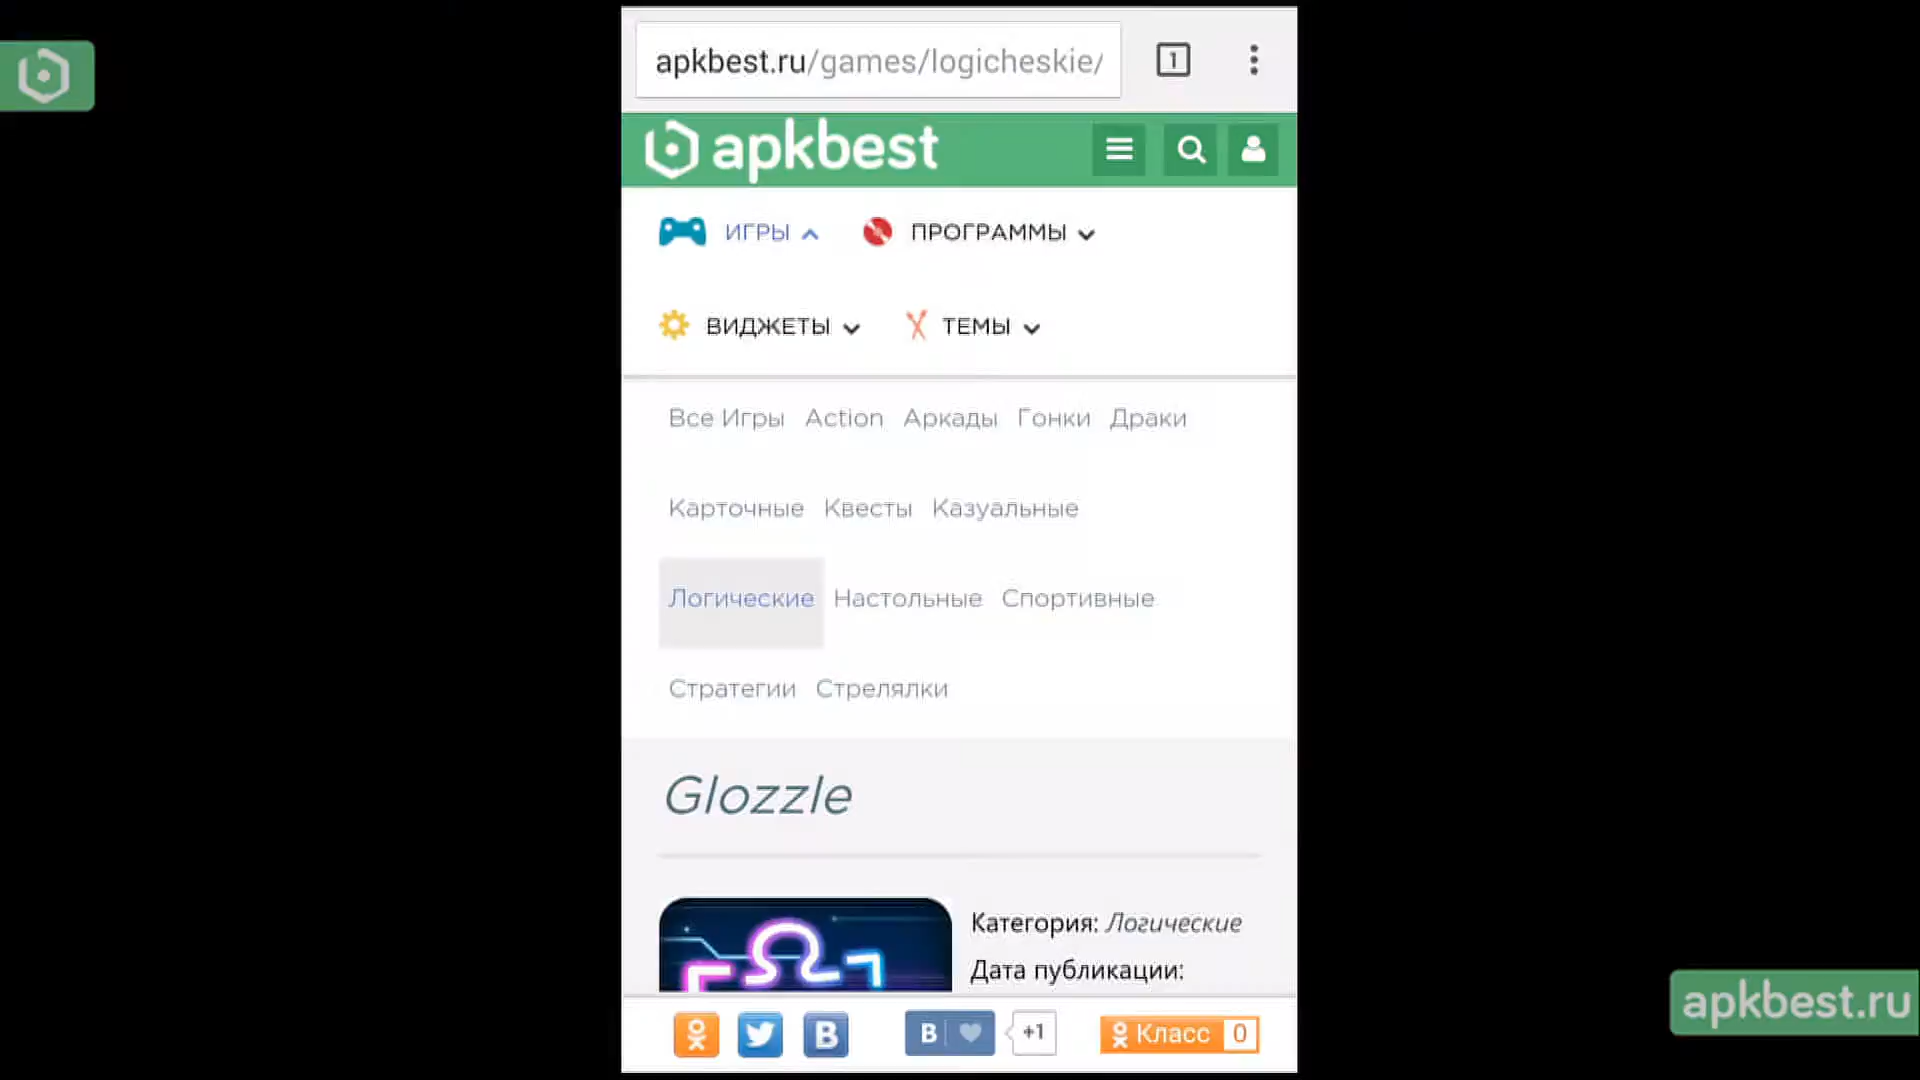 apkbest.ru/games/logicheskie/
1
apkbest
ИГРЫ ПРОГРАММЫ
ВИДЖЕТЫ ТЕМЫ
Все Игры Action Аркады Гонки Драки
Карточные Квесты Казуальные
Логические Настольные Спортивные
Стратегии Стрелялки
Glozzle
Категория: Логические
Дата публикации:
B B +1 Класс 0
apkbest.ru